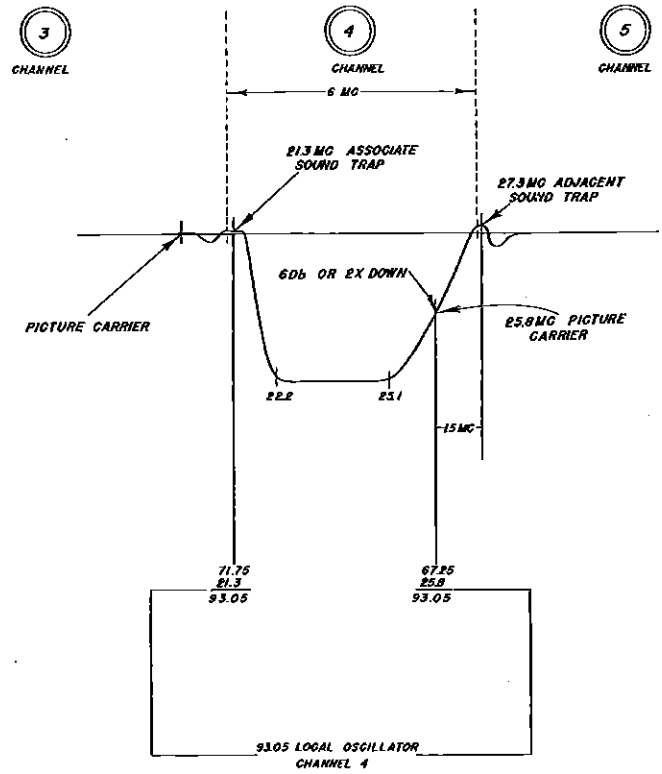 3
CHANNEL
4
CHANNEL
5
CHANNEL
6 MC
21.3 MC ASSOCIATE
SOUND TRAP
27.3 MC ADJACENT
SOUND TRAP
PICTURE CARRIER
6Db OR 2X DOWN
25.8 MC PICTURE
CARRIER
22.2
25.1
1.5 MC
71.75
21.3
93.05
67.25
25.8
93.05
93.05 LOCAL OSCILLATOR
CHANNEL 4